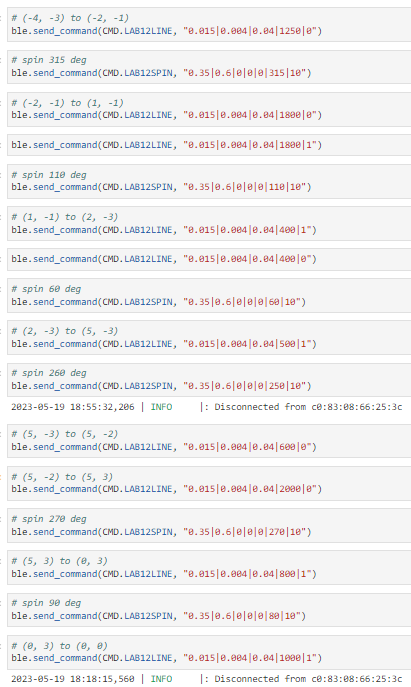 # (-4, -3) to (-2, -1)
ble.send_command(CMD.LAB12LINE, "0.015|0.004|0.04|1250|0")
# spin 315 deg
ble.send_command(CMD.LAB12SPIN, "0.35|0.6|0|0|0|315|10")
# (-2, -1) to (1, -1)
ble.send_command(CMD.LAB12LINE, "0.015|0.004|0.04|1800|0")
ble.send_command(CMD.LAB12LINE, "0.015|0.004|0.04|1800|1")
# spin 110 deg
ble.send_command(CMD.LAB12SPIN, "0.35|0.6|0|0|0|110|10")
# (1, -1) to (2, -3)
ble.send_command(CMD.LAB12LINE, "0.015|0.004|0.04|400|1")
ble.send_command(CMD.LAB12LINE, "0.015|0.004|0.04|400|0")
# spin 60 deg
ble.send_command(CMD.LAB12SPIN, "0.35|0.6|0|0|0|60|10")
# (2, -3) to (5, -3)
ble.send_command(CMD.LAB12LINE, "0.015|0.004|0.04|500|1")
# spin 260 deg
ble.send_command(CMD.LAB12SPIN, "0.35|0.6|0|0|0|250|10")
2023-05-19 18:55:32,206 | INFO     |: Disconnected from c0:83:08:66:25:3c
# (5, -3) to (5, -2)
ble.send_command(CMD.LAB12LINE, "0.015|0.004|0.04|600|0")
# (5, -2) to (5, 3)
ble.send_command(CMD.LAB12LINE, "0.015|0.004|0.04|2000|0")
# spin 270 deg
ble.send_command(CMD.LAB12SPIN, "0.35|0.6|0|0|0|270|10")
# (5, 3) to (0, 3)
ble.send_command(CMD.LAB12LINE, "0.015|0.004|0.04|800|1")
# spin 90 deg
ble.send_command(CMD.LAB12SPIN, "0.35|0.6|0|0|0|80|10")
# (0, 3) to (0, 0)
ble.send_command(CMD.LAB12LINE, "0.015|0.004|0.04|1000|1")
2023-05-19 18:18:15,560 | INFO     |: Disconnected from c0:83:08:66:25:3c